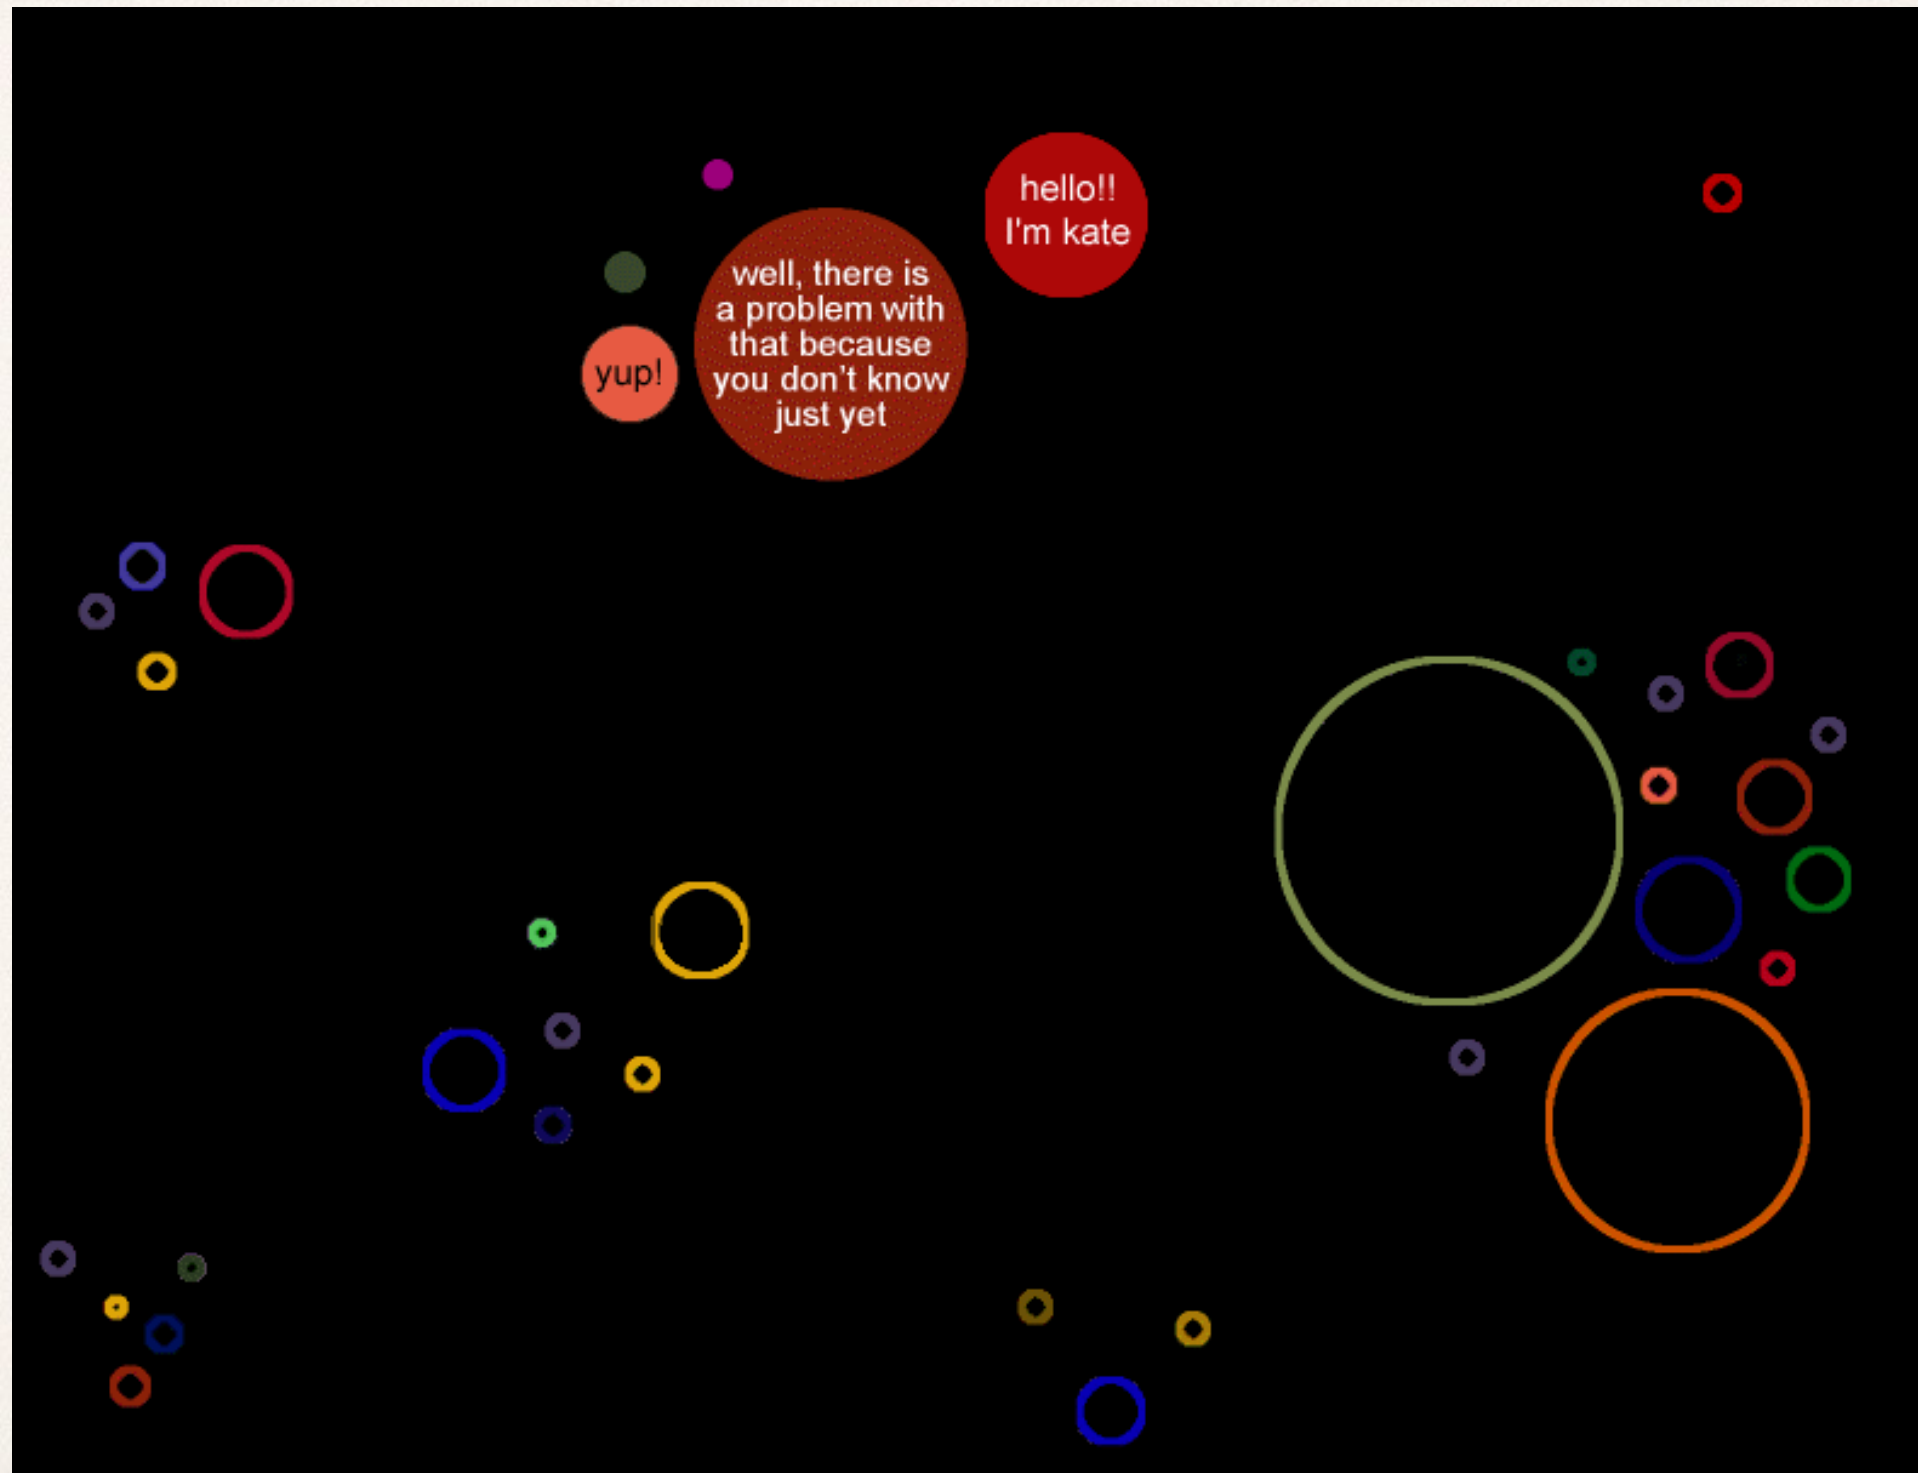 hello!!
I'm kate
well, there is
a problem with
that because
you don't know
just yet
yup!